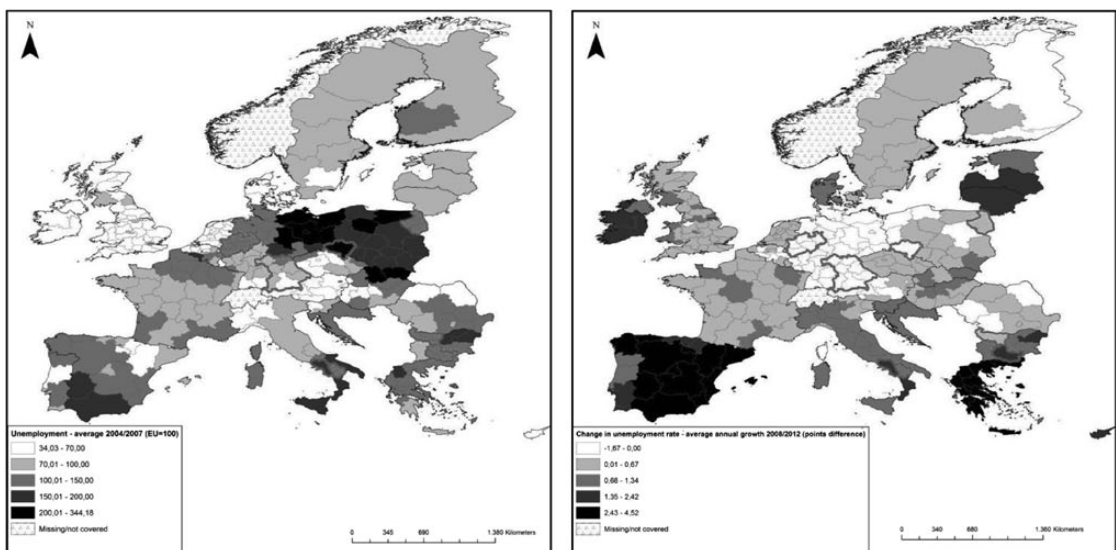 N
Unemployment - average 2004/2007 (EU=100)
34,03 - 70,00
70,01 - 100,00
100,01 - 150,00
150,01 - 200,00
200,01 - 344,18
Missing/not covered
0 345 690 1.380 Kilometers
N
Change in unemployment rate - average annual growth 2008/2012 (points difference)
-1,67 - 0,00
0,01 - 0,67
0,68 - 1,34
1,35 - 2,42
2,43 - 4,52
Missing/not covered
0 340 680 1.360 Kilometers